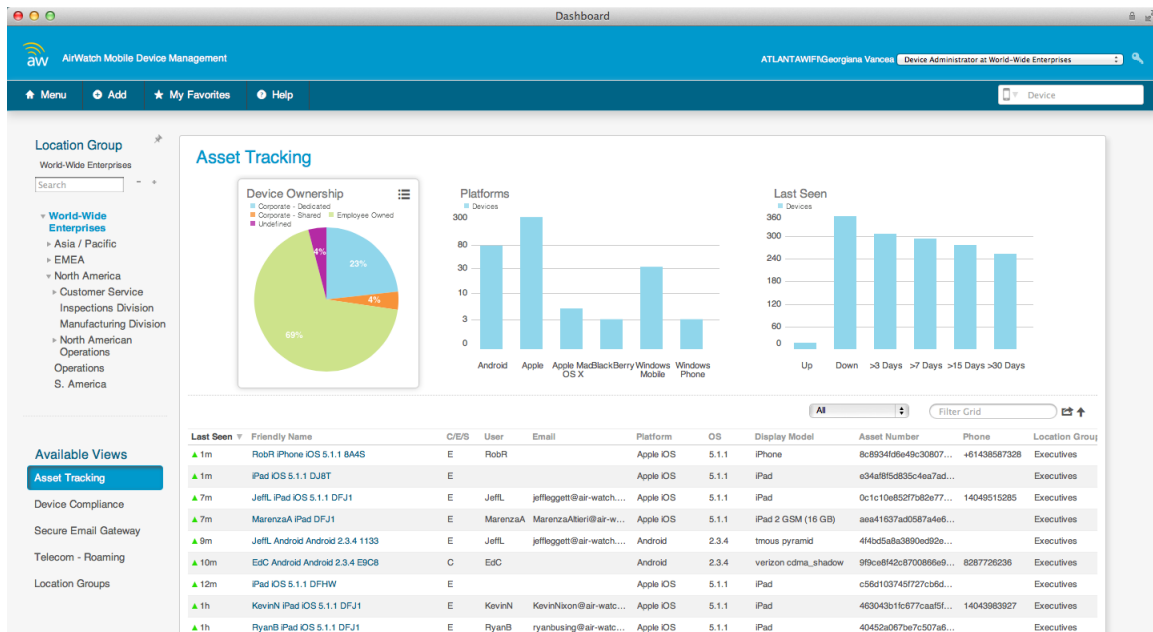 Dashboard
aw AirWatch Mobile Device Management
ATLANTAWIFI\Georgiana Vancea Device Administrator at World-Wide Enterprises
Menu Add My Favorites Help Device
Location Group
World-Wide Enterprises
Search - +
World-Wide
Enterprises
Asia / Pacific
EMEA
North America
Customer Service
Inspections Division
Manufacturing Division
North American
Operations
Operations
S. America
Available Views
Asset Tracking
Device Compliance
Secure Email Gateway
Telecom - Roaming
Location Groups
Asset Tracking
Device Ownership
Corporate - Dedicated
Corporate - Shared Employee Owned
Undefined
4%
23%
4%
69%
Platforms
Devices
300
80
30
10
3
0
Android Apple Apple Mac BlackBerry Windows Windows
OS X Mobile Phone
Last Seen
Devices
360
300
240
180
120
60
0
Up Down >3 Days >7 Days >15 Days >30 Days
All Filter Grid
Last Seen Friendly Name C/E/S User Email Platform OS Display Model Asset Number Phone Location Group
1m RobR iPhone iOS 5.1.1 8A4S E RobR Apple iOS 5.1.1 iPhone 8c8934fd6e49c30807... +61438587328 Executives
1m iPad iOS 5.1.1 DJ8T E Apple iOS 5.1.1 iPad e34af8f5d835c4ea7ad... Executives
7m JeffL iPad iOS 5.1.1 DFJ1 E JeffL jeffleggett@air-watch.... Apple iOS 5.1.1 iPad 0c1c10e852f7b82e77... 14049515285 Executives
7m MarenzaA iPad DFJ1 E MarenzaA MarenzaAltieri@air-w... Apple iOS 5.1.1 iPad 2 GSM (16 GB) aea41637ad0587a4e6... Executives
9m JeffL Android Android 2.3.4 1133 E JeffL jeffleggett@air-watch.... Android 2.3.4 tmous pyramid 4f4bd5a8a3890ed92e... Executives
10m EdC Android Android 2.3.4 E9C8 C EdC Android 2.3.4 verizon cdma_shadow 9f9ce8f42c8700866e9... 8287726236 Executives
12m iPad iOS 5.1.1 DFHW E Apple iOS 5.1.1 iPad c56d103745f727cb6d... Executives
1h KevinN iPad iOS 5.1.1 DFJ1 E KevinN KevinNixon@air-watc... Apple iOS 5.1.1 iPad 463043b1fc677caaf5f... 14043983927 Executives
1h RyanB iPad iOS 5.1.1 DFJ1 E RyanB ryanbusing@air-watc... Apple iOS 5.1.1 iPad 40452a067be7c507a6... Executives